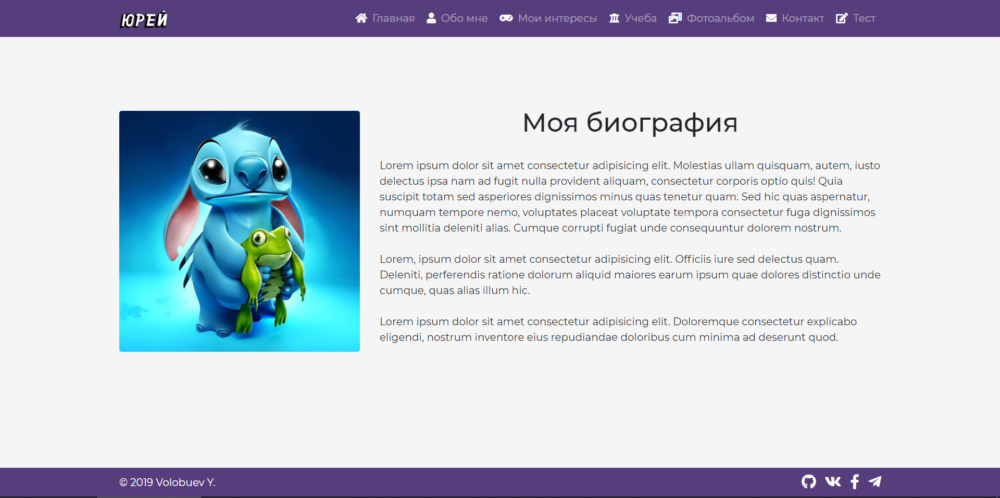 ЮРЕЙ
Главная Обо мне Мои интересы Учеба Фотоальбом Контакт Тест
Моя биография
Lorem ipsum dolor sit amet consectetur adipisicing elit. Molestias ullam quisquam, autem, iusto
delectus ipsa nam ad fugit nulla provident aliquam, consectetur corporis optio quis! Quia
suscipit totam sed asperiores dignissimos minus quas tenetur quam. Sed hic quas aspernatur,
numquam tempore nemo, voluptates placeat voluptate tempora consectetur fuga dignissimos
sint mollitia deleniti alias. Cumque corrupti fugiat unde consequuntur dolorem nostrum.
Lorem, ipsum dolor sit amet consectetur adipisicing elit. Officiis iure sed delectus quam.
Deleniti, perferendis ratione dolorum aliquid maiores earum ipsum quae dolores distinctio unde
cumque, quas alias illum hic.
Lorem ipsum dolor sit amet consectetur adipisicing elit. Doloremque consectetur explicabo
eligendi, nostrum inventore eius repudiandae doloribus cum minima ad deserunt quod.
© 2019 Volobuev Y.